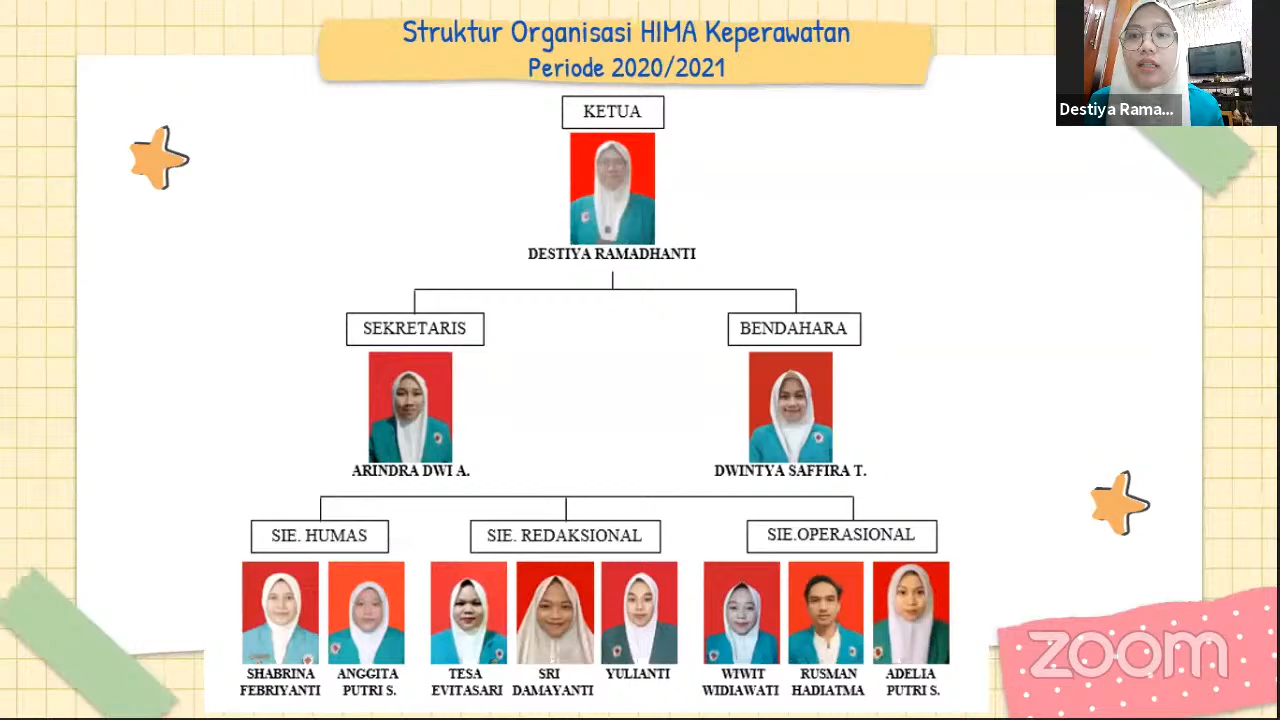 Struktur Organisasi HIMA Keperawatan
Periode 2020/2021
Destiya Rama...
KETUA
DESTIYA RAMADHANTI
SEKRETARIS
BENDAHARA
ARINDRA DWI A.
DWINTYA SAFFIRA T.
SIE. HUMAS
SIE. REDAKSIONAL
SIE.OPERASIONAL
SHABRINA
FEBRIYANTI
ANGGITA
PUTRI S.
TESA
EVITASARI
SRI
DAMAYANTI
YULIANTI
WIWIT
WIDIAWATI
RUSMAN
HADIATMA
ADELIA
PUTRI S.
zoom